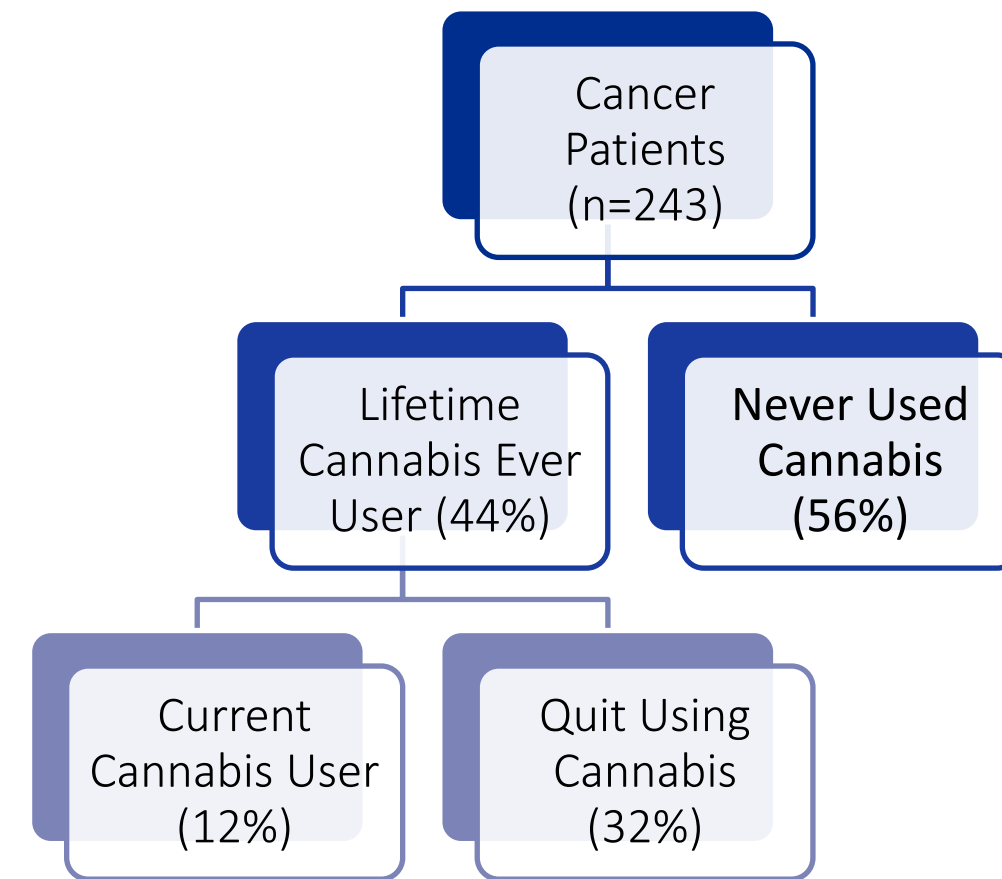 Cancer
Patients
(n=243)
Lifetime
Cannabis Ever
User (44%)
Never Used
Cannabis
(56%)
Current
Cannabis User
(12%)
Quit Using
Cannabis
(32%)